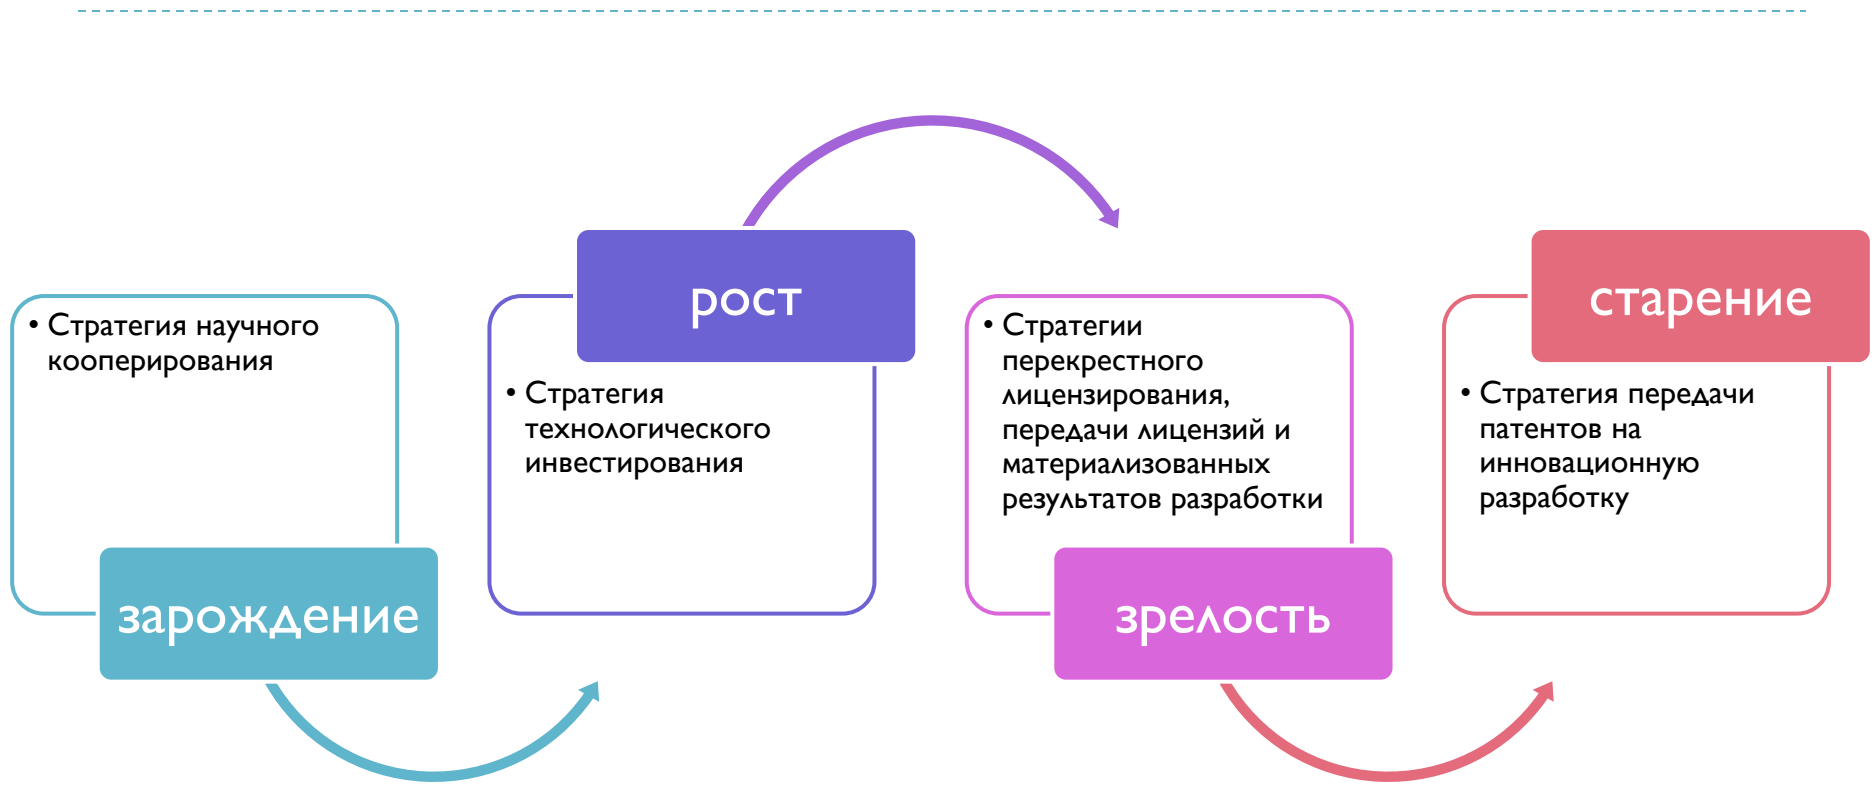 • Стратегия научного
кооперирования
зарождение
рост
• Стратегия
технологического
инвестирования
• Стратегии
перекрестного
лицензирования,
передачи лицензий и
материализованных
результатов разработки
зрелость
старение
• Стратегия передачи
патентов на
инновационную
разработку